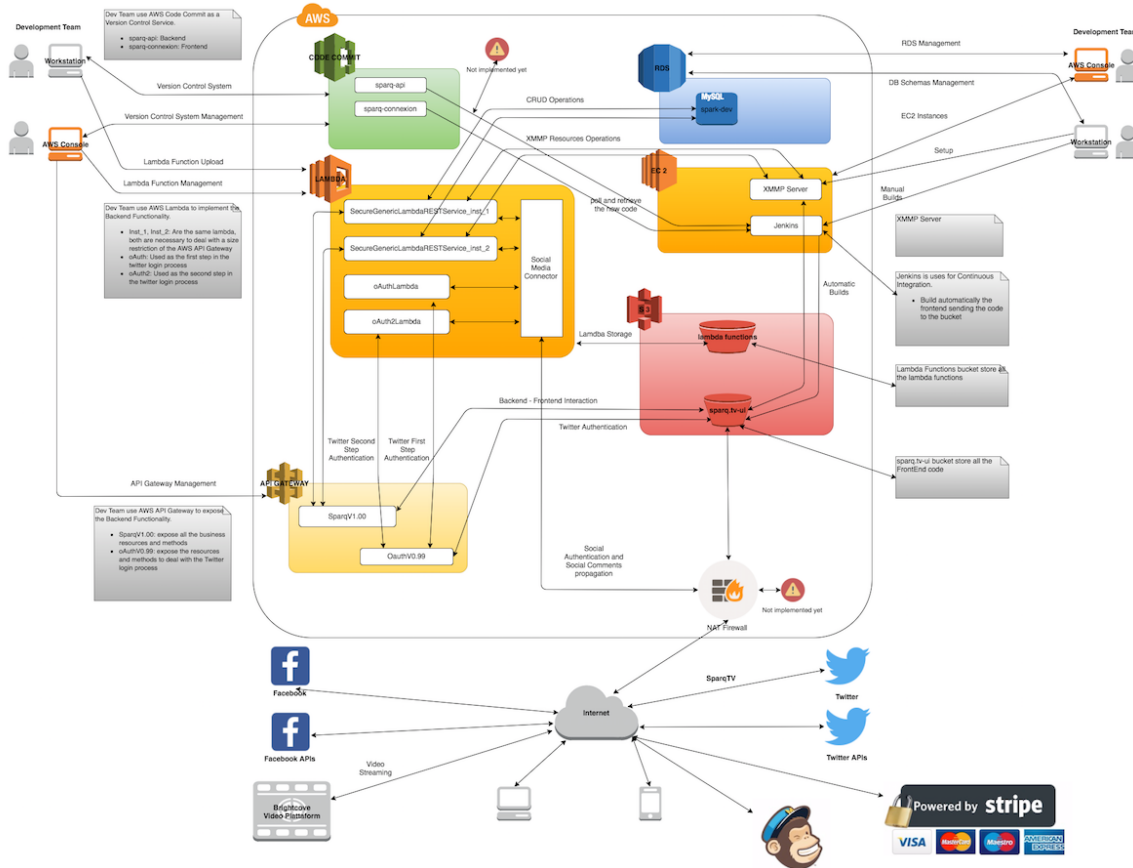 Development Team
Workstation
AWS Console
Dev Team use AWS Code Commit as a
Version Control Service.
sparq-api: Backend
sparq-connexion: Frontend
Version Control System
Version Control System Management
Lambda Function Upload
Lambda Function Management
Dev Team use AWS Lambda to implement the
Backend Functionality.
Inst_1, Inst_2: Are the same lambda,
both are necessary to deal with a size
restriction of the AWS API Gateway
oAuth: Used as the first step in the
twitter login process
oAuth2: Used as the second step in
the twitter login process
API Gateway Management
Dev Team use AWS API Gateway to expose
the Backend Functionality.
SparqV1.00: expose all the business
resources and methods
oAuthV0.99: expose the resources
and methods to deal with the Twitter
login process
AWS
CODE COMMIT
sparq-api
sparq-connexion
Not implemented yet
CRUD Operations
XMMP Resources Operations
RDS
MySQL
spark-dev
LAMBDA
SecureGenericLambdaRESTService_inst_1
SecureGenericLambdaRESTService_inst_2
oAuthLambda
oAuth2Lambda
Social
Media
Connector
poll and retrieve
the new code
EC 2
XMMP Server
Jenkins
Automatic
Builds
Lamdba Storage
lambda functions
sparq.tv-ui
Backend - Frontend Interaction
Twitter Authentication
Twitter Second
Step
Authentication
Twitter First
Step
Authentication
API GATEWAY
SparqV1.00
OauthV0.99
Social
Authentication and
Social Comments
propagation
NAT Firewall
Not implemented yet
Development Team
RDS Management
AWS Console
DB Schemas Management
EC2 Instances
Workstation
Setup
Manual
Builds
XMMP Server
Jenkins is uses for Continuous
Integration.
Build automatically the
frontend sending the code
to the bucket
Lambda Functions bucket store all
the lambda functions
sparq.tv-ui bucket store all the
FrontEnd code
Facebook
Facebook APIs
Video
Streaming
Brightcove
Video Plattaform
Internet
SparqTV
Twitter
Twitter APIs
Powered by stripe
VISA
MasterCard
Maestro
AMERICAN
EXPRESS